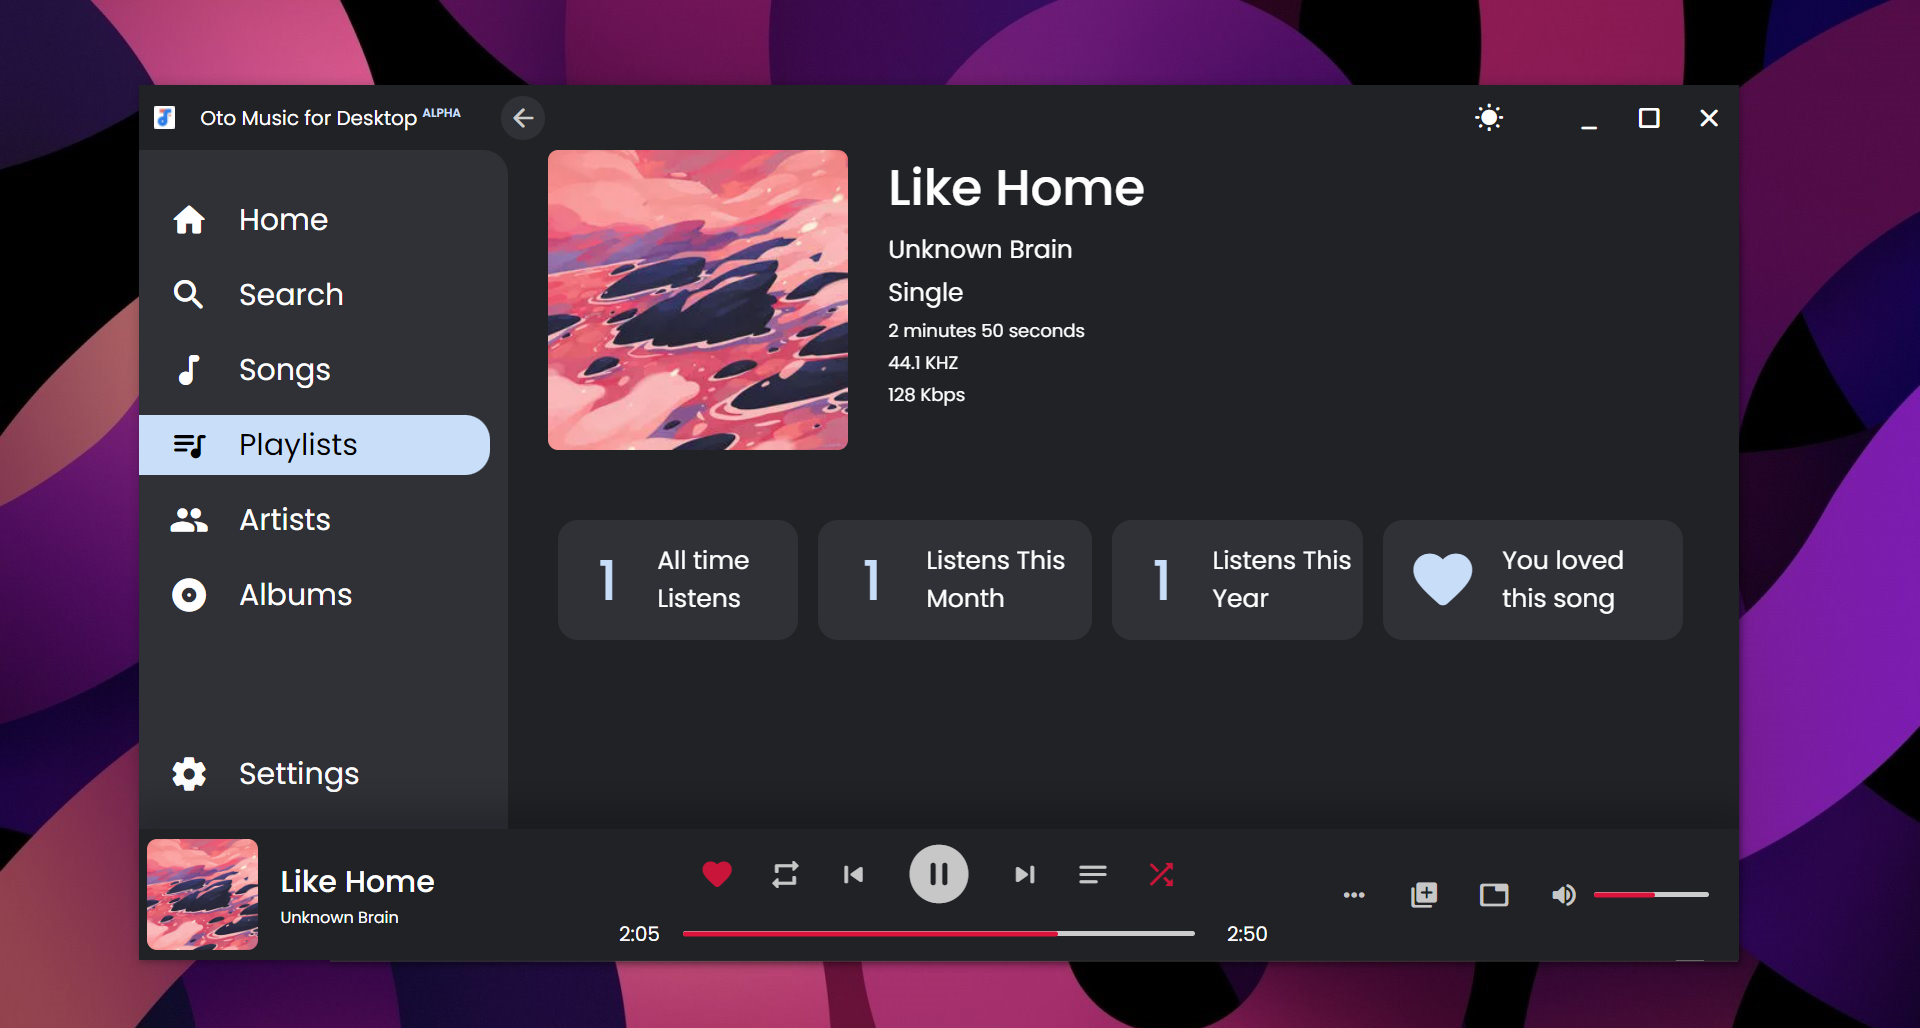 Oto Music for Desktop ALPHA
Home
Search
Songs
Playlists
Artists
Albums
Settings
Like Home
Unknown Brain
Single
2 minutes 50 seconds
44.1 KHZ
128 Kbps
1
All time
Listens
1
Listens This
Month
1
Listens This
Year
You loved
this song
Like Home
Unknown Brain
2:05
2:50